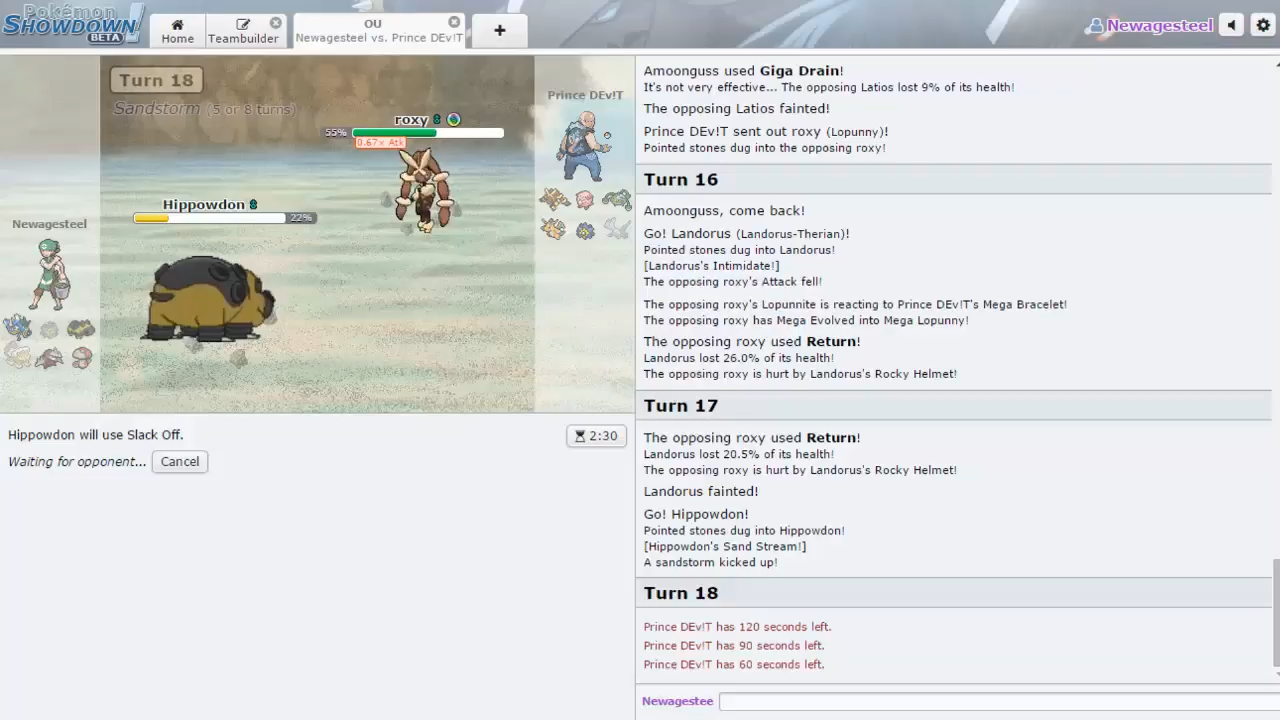 Pokémon
SHOWDOWN
BETA
Home
Teambuilder
OU
Newagesteel vs. Prince DEv!T
+
Newagesteel
Turn 18
Sandstorm (5 or 8 turns)
roxy
55%
0.67× Atk
Hippowdon
22%
Prince DEv!T
Newagesteel
Hippowdon will use Slack Off.
Waiting for opponent... Cancel
2:30
Amoonguss used Giga Drain!
It's not very effective... The opposing Latios lost 9% of its health!
The opposing Latios fainted!
Prince DEv!T sent out roxy (Lopunny)!
Pointed stones dug into the opposing roxy!
Turn 16
Amoonguss, come back!
Go! Landorus (Landorus-Therian)!
Pointed stones dug into Landorus!
[Landorus's Intimidate!]
The opposing roxy's Attack fell!
The opposing roxy's Lopunnite is reacting to Prince DEv!T's Mega Bracelet!
The opposing roxy has Mega Evolved into Mega Lopunny!
The opposing roxy used Return!
Landorus lost 26.0% of its health!
The opposing roxy is hurt by Landorus's Rocky Helmet!
Turn 17
The opposing roxy used Return!
Landorus lost 20.5% of its health!
The opposing roxy is hurt by Landorus's Rocky Helmet!
Landorus fainted!
Go! Hippowdon!
Pointed stones dug into Hippowdon!
[Hippowdon's Sand Stream!]
A sandstorm kicked up!
Turn 18
Prince DEv!T has 120 seconds left.
Prince DEv!T has 90 seconds left.
Prince DEv!T has 60 seconds left.
Newagestee